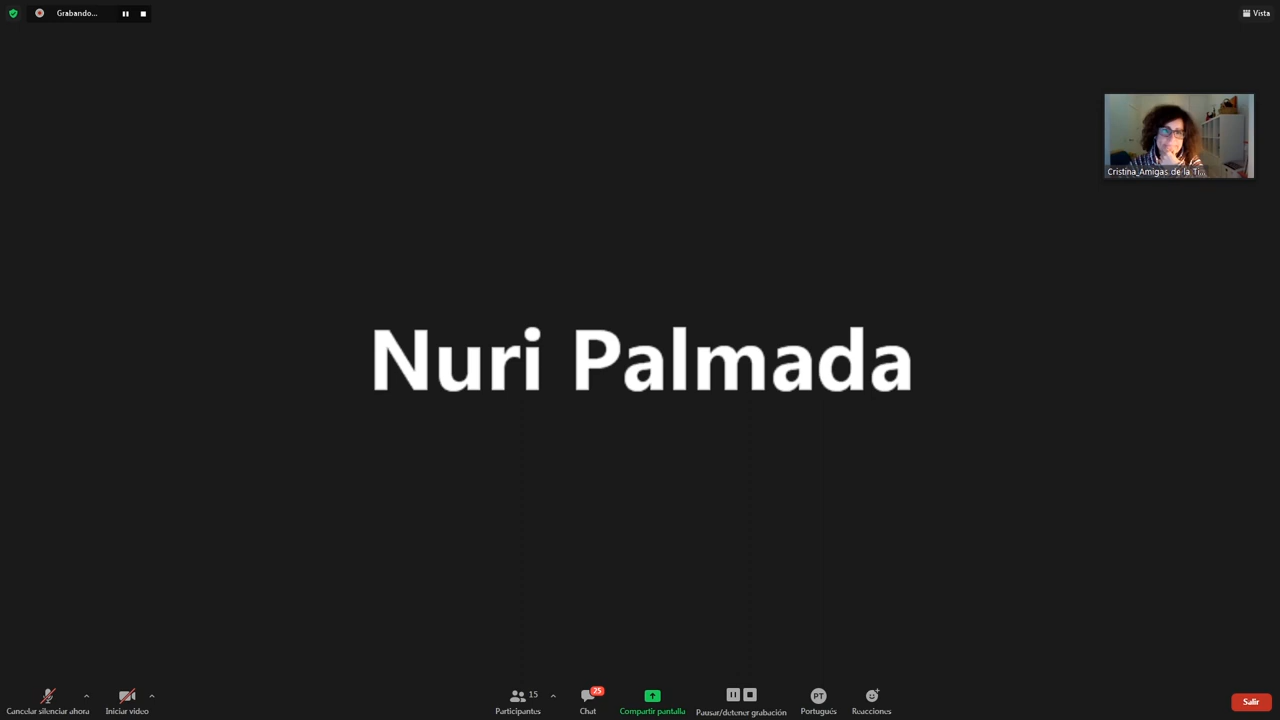 Grabando...
Vista
Cristina_Amigas de la Ti...
Nuri Palmada
Cancelar silenciar ahora
Iniciar video
15
Participantes
25
Chat
Compartir pantalla
Pausar/detener grabación
PT
Portugués
Reacciones
Salir